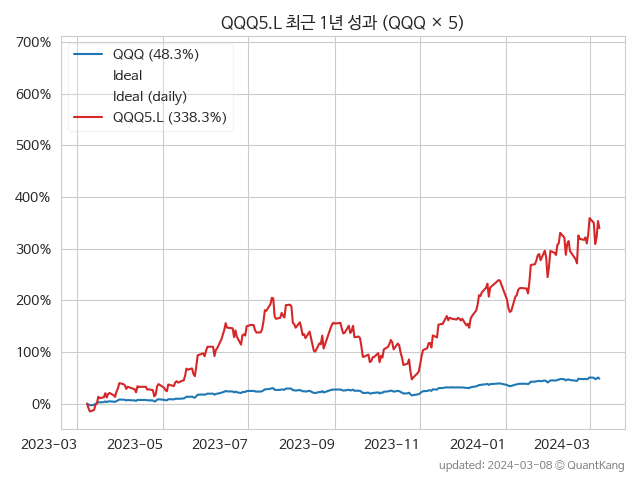 QQQ5.L 최근 1년 성과 (QQQ × 5)
700%
600%
500%
400%
300%
200%
100%
0%
QQQ (48.3%)
Ideal
Ideal (daily)
QQQ5.L (338.3%)
2023-03
2023-05
2023-07
2023-09
2023-11
2024-01
2024-03
updated: 2024-03-08 © QuantKang